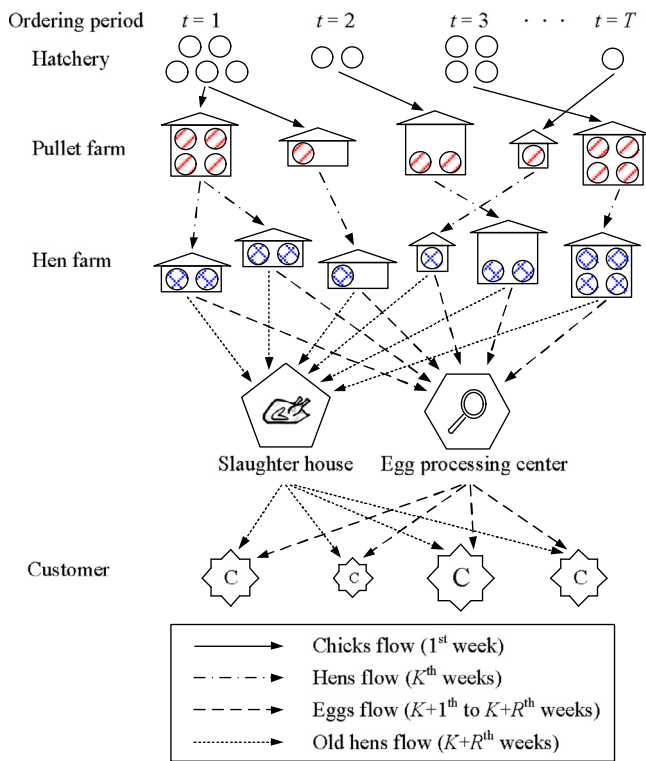 Ordering period t = 1 t = 2 t = 3 · · · t = T
Hatchery
Pullet farm
Hen farm
Slaughter house Egg processing center
Customer
C C C C
Chicks flow (1st week)
Hens flow (Kth weeks)
Eggs flow (K+1th to K+Rth weeks)
Old hens flow (K+Rth weeks)